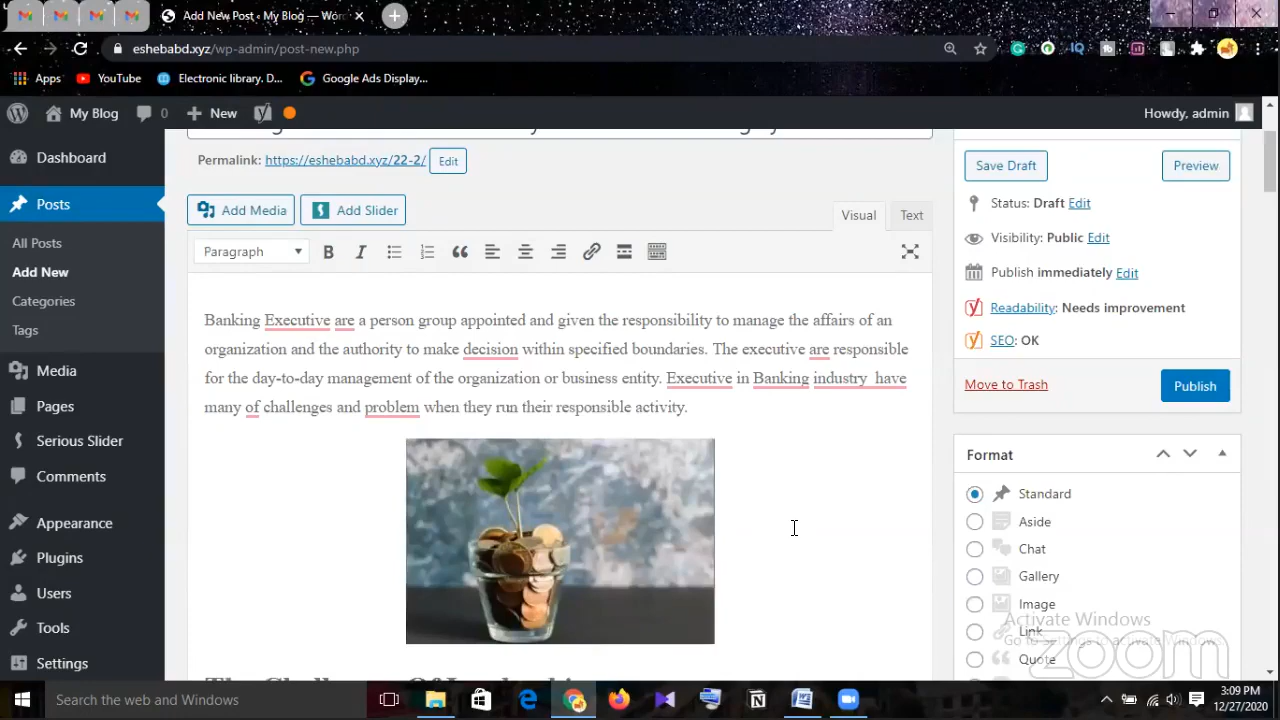 Add New Post ‹ My Blog — Wor
eshebabd.xyz/wp-admin/post-new.php
Apps YouTube Electronic library. D... Google Ads Display...
My Blog 0 New Howdy, admin
Dashboard
Posts
All Posts
Add New
Categories
Tags
Media
Pages
Serious Slider
Comments
Appearance
Plugins
Users
Tools
Settings
Permalink: https://eshebabd.xyz/22-2/ Edit
Add Media Add Slider
Visual Text
Paragraph
Banking Executive are a person group appointed and given the responsibility to manage the affairs of an
organization and the authority to make decision within specified boundaries. The executive are responsible
for the day-to-day management of the organization or business entity. Executive in Banking industry have
many of challenges and problem when they run their responsible activity.
Save Draft Preview
Status: Draft Edit
Visibility: Public Edit
Publish immediately Edit
Readability: Needs improvement
SEO: OK
Move to Trash Publish
Format
Standard
Aside
Chat
Gallery
Image
Link
Quote
Activate Windows
Go to Settings to activate Windows.
zoom
Search the web and Windows
3:09 PM
12/27/2020